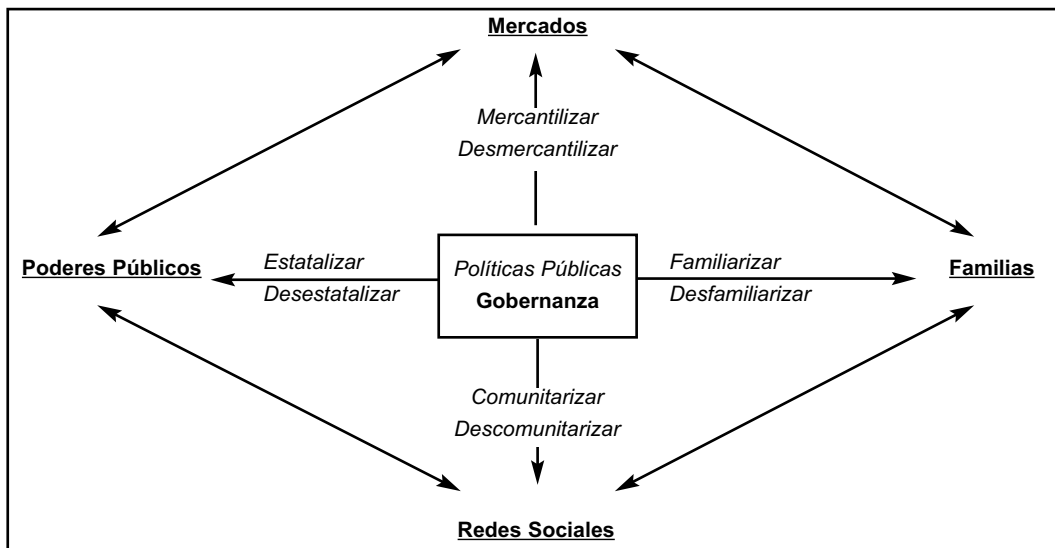 Mercados
Mercantilizar
Desmercantilizar
Poderes Públicos
Estatalizar
Desestatalizar
Políticas Públicas
Gobernanza
Familiarizar
Desfamiliarizar
Familias
Comunitarizar
Descomunitarizar
Redes Sociales